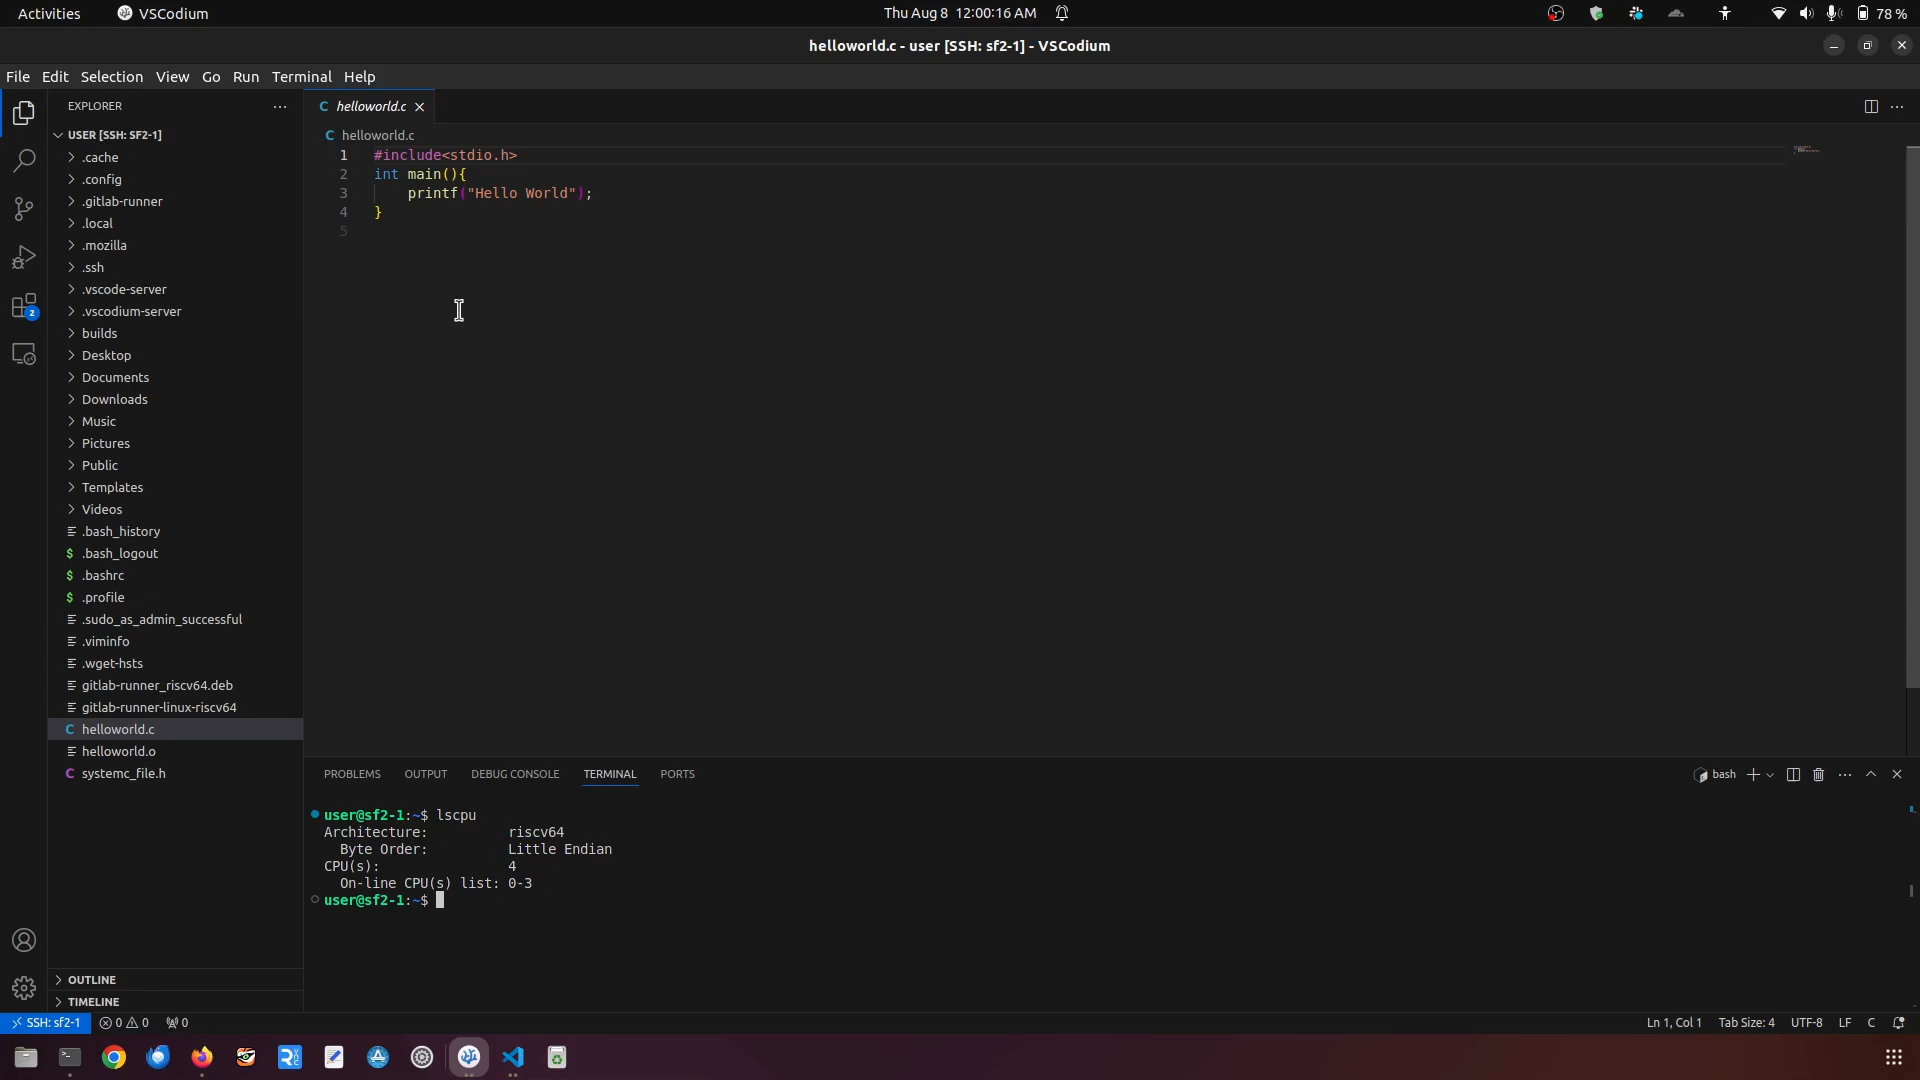 Activities
VSCodium
Thu Aug 8 12:00:16 AM
78 %
helloworld.c - user [SSH: sf2-1] - VSCodium
File Edit Selection View Go Run Terminal Help
EXPLORER
USER [SSH: SF2-1]
.cache
.config
.gitlab-runner
.local
.mozilla
.ssh
.vscode-server
.vscodium-server
builds
Desktop
Documents
Downloads
Music
Pictures
Public
Templates
Videos
.bash_history
$ .bash_logout
$ .bashrc
$ .profile
.sudo_as_admin_successful
.viminfo
.wget-hsts
gitlab-runner_riscv64.deb
gitlab-runner-linux-riscv64
C helloworld.c
helloworld.o
C systemc_file.h
OUTLINE
TIMELINE
2
C helloworld.c
C helloworld.c
1 #include<stdio.h>
2 int main(){
3 printf("Hello World");
4 }
5
PROBLEMS OUTPUT DEBUG CONSOLE TERMINAL PORTS
bash
user@sf2-1:~$ lscpu
Architecture: riscv64
Byte Order: Little Endian
CPU(s): 4
On-line CPU(s) list: 0-3
user@sf2-1:~$
SSH: sf2-1 0 0 0
Ln 1, Col 1 Tab Size: 4 UTF-8 LF C